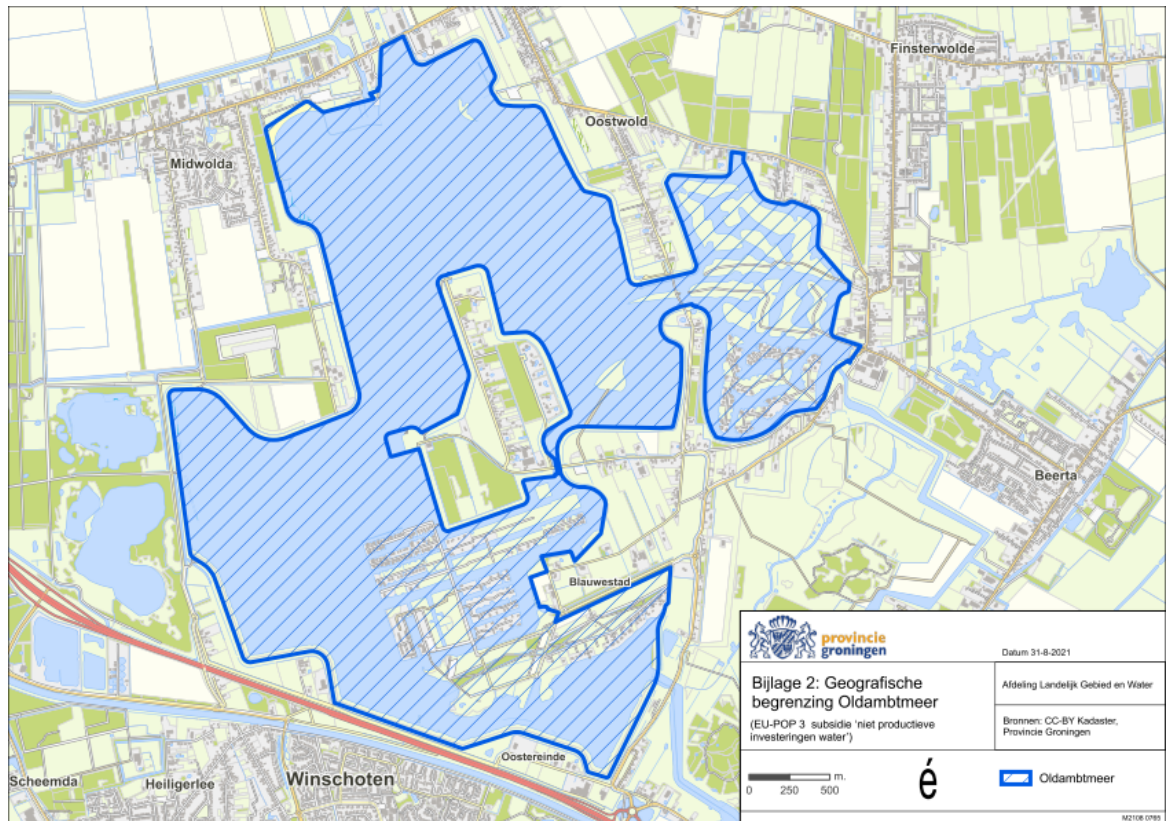 Finsterwolde
Oostwold
Midwolda
Beerta
Blauwestad
Oostereinde
Scheemda
Heiligerlee
Winschoten
provincie
groningen
Datum 31-8-2021
Bijlage 2: Geografische
begrenzing Oldambtmeer
(EU-POP 3 subsidie 'niet productieve
investeringen water')
Afdeling Landelijk Gebied en Water
Bronnen: CC-BY Kadaster,
Provincie Groningen
m.
0 250 500
é
Oldambtmeer
M2108 0765